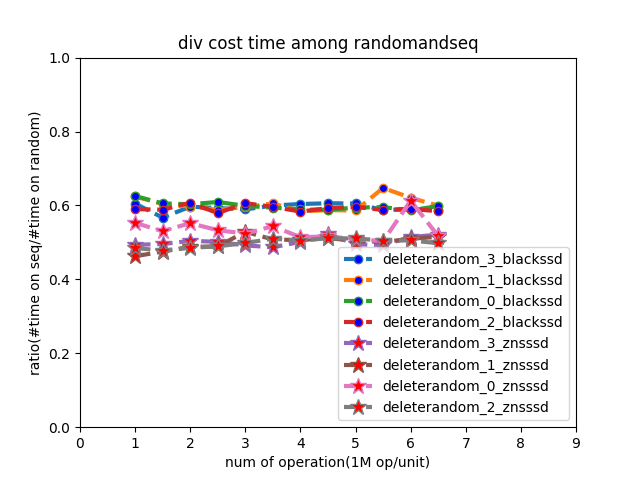 div cost time among randomandseq
ratio(#time on seq/#time on random)
1.0
0.8
0.6
0.4
0.2
0.0
0 1 2 3 4 5 6 7 8 9
num of operation(1M op/unit)
deleterandom_3_blackssd
deleterandom_1_blackssd
deleterandom_0_blackssd
deleterandom_2_blackssd
deleterandom_3_znsssd
deleterandom_1_znsssd
deleterandom_0_znsssd
deleterandom_2_znsssd